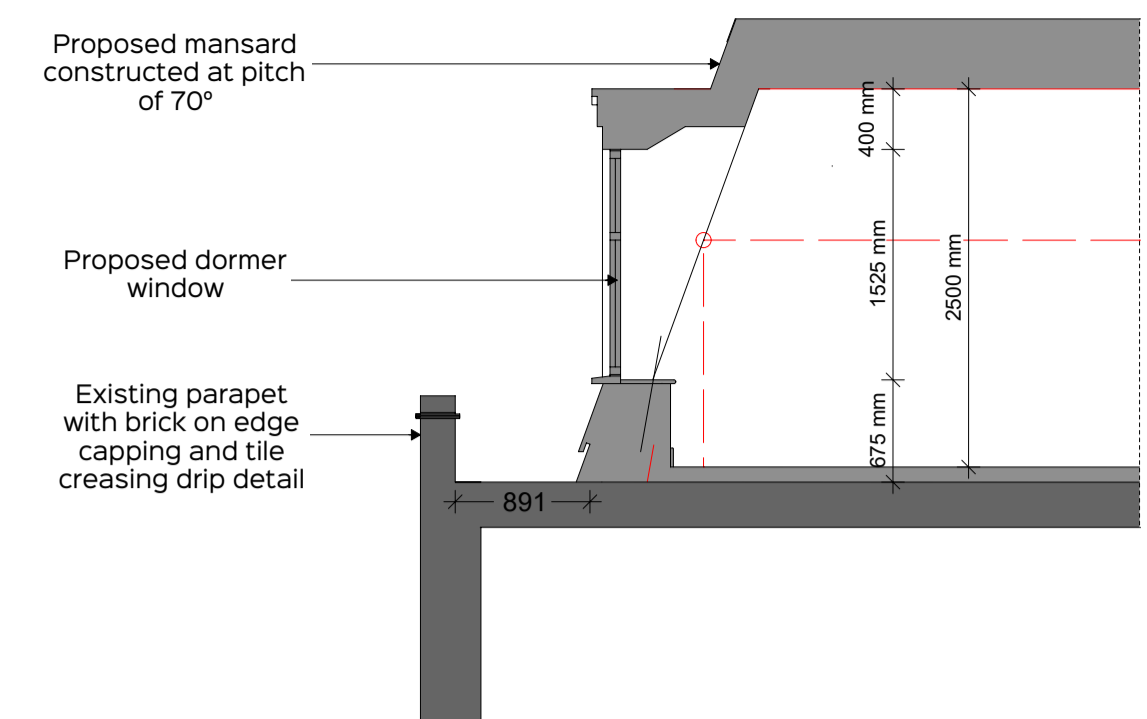 Proposed mansard
constructed at pitch
of 70°
Proposed dormer
window
Existing parapet
with brick on edge
capping and tile
creasing drip detail
891
400 mm
1525 mm
675 mm
2500 mm